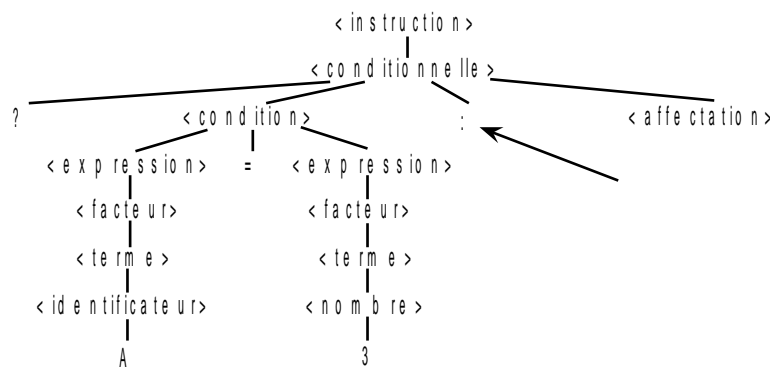 <instruction>
<conditionnelle>
? <condition> : <affectation>
<expression> = <expression>
<facteur> <facteur>
<terme> <terme>
<identificateur> <nombre>
A 3